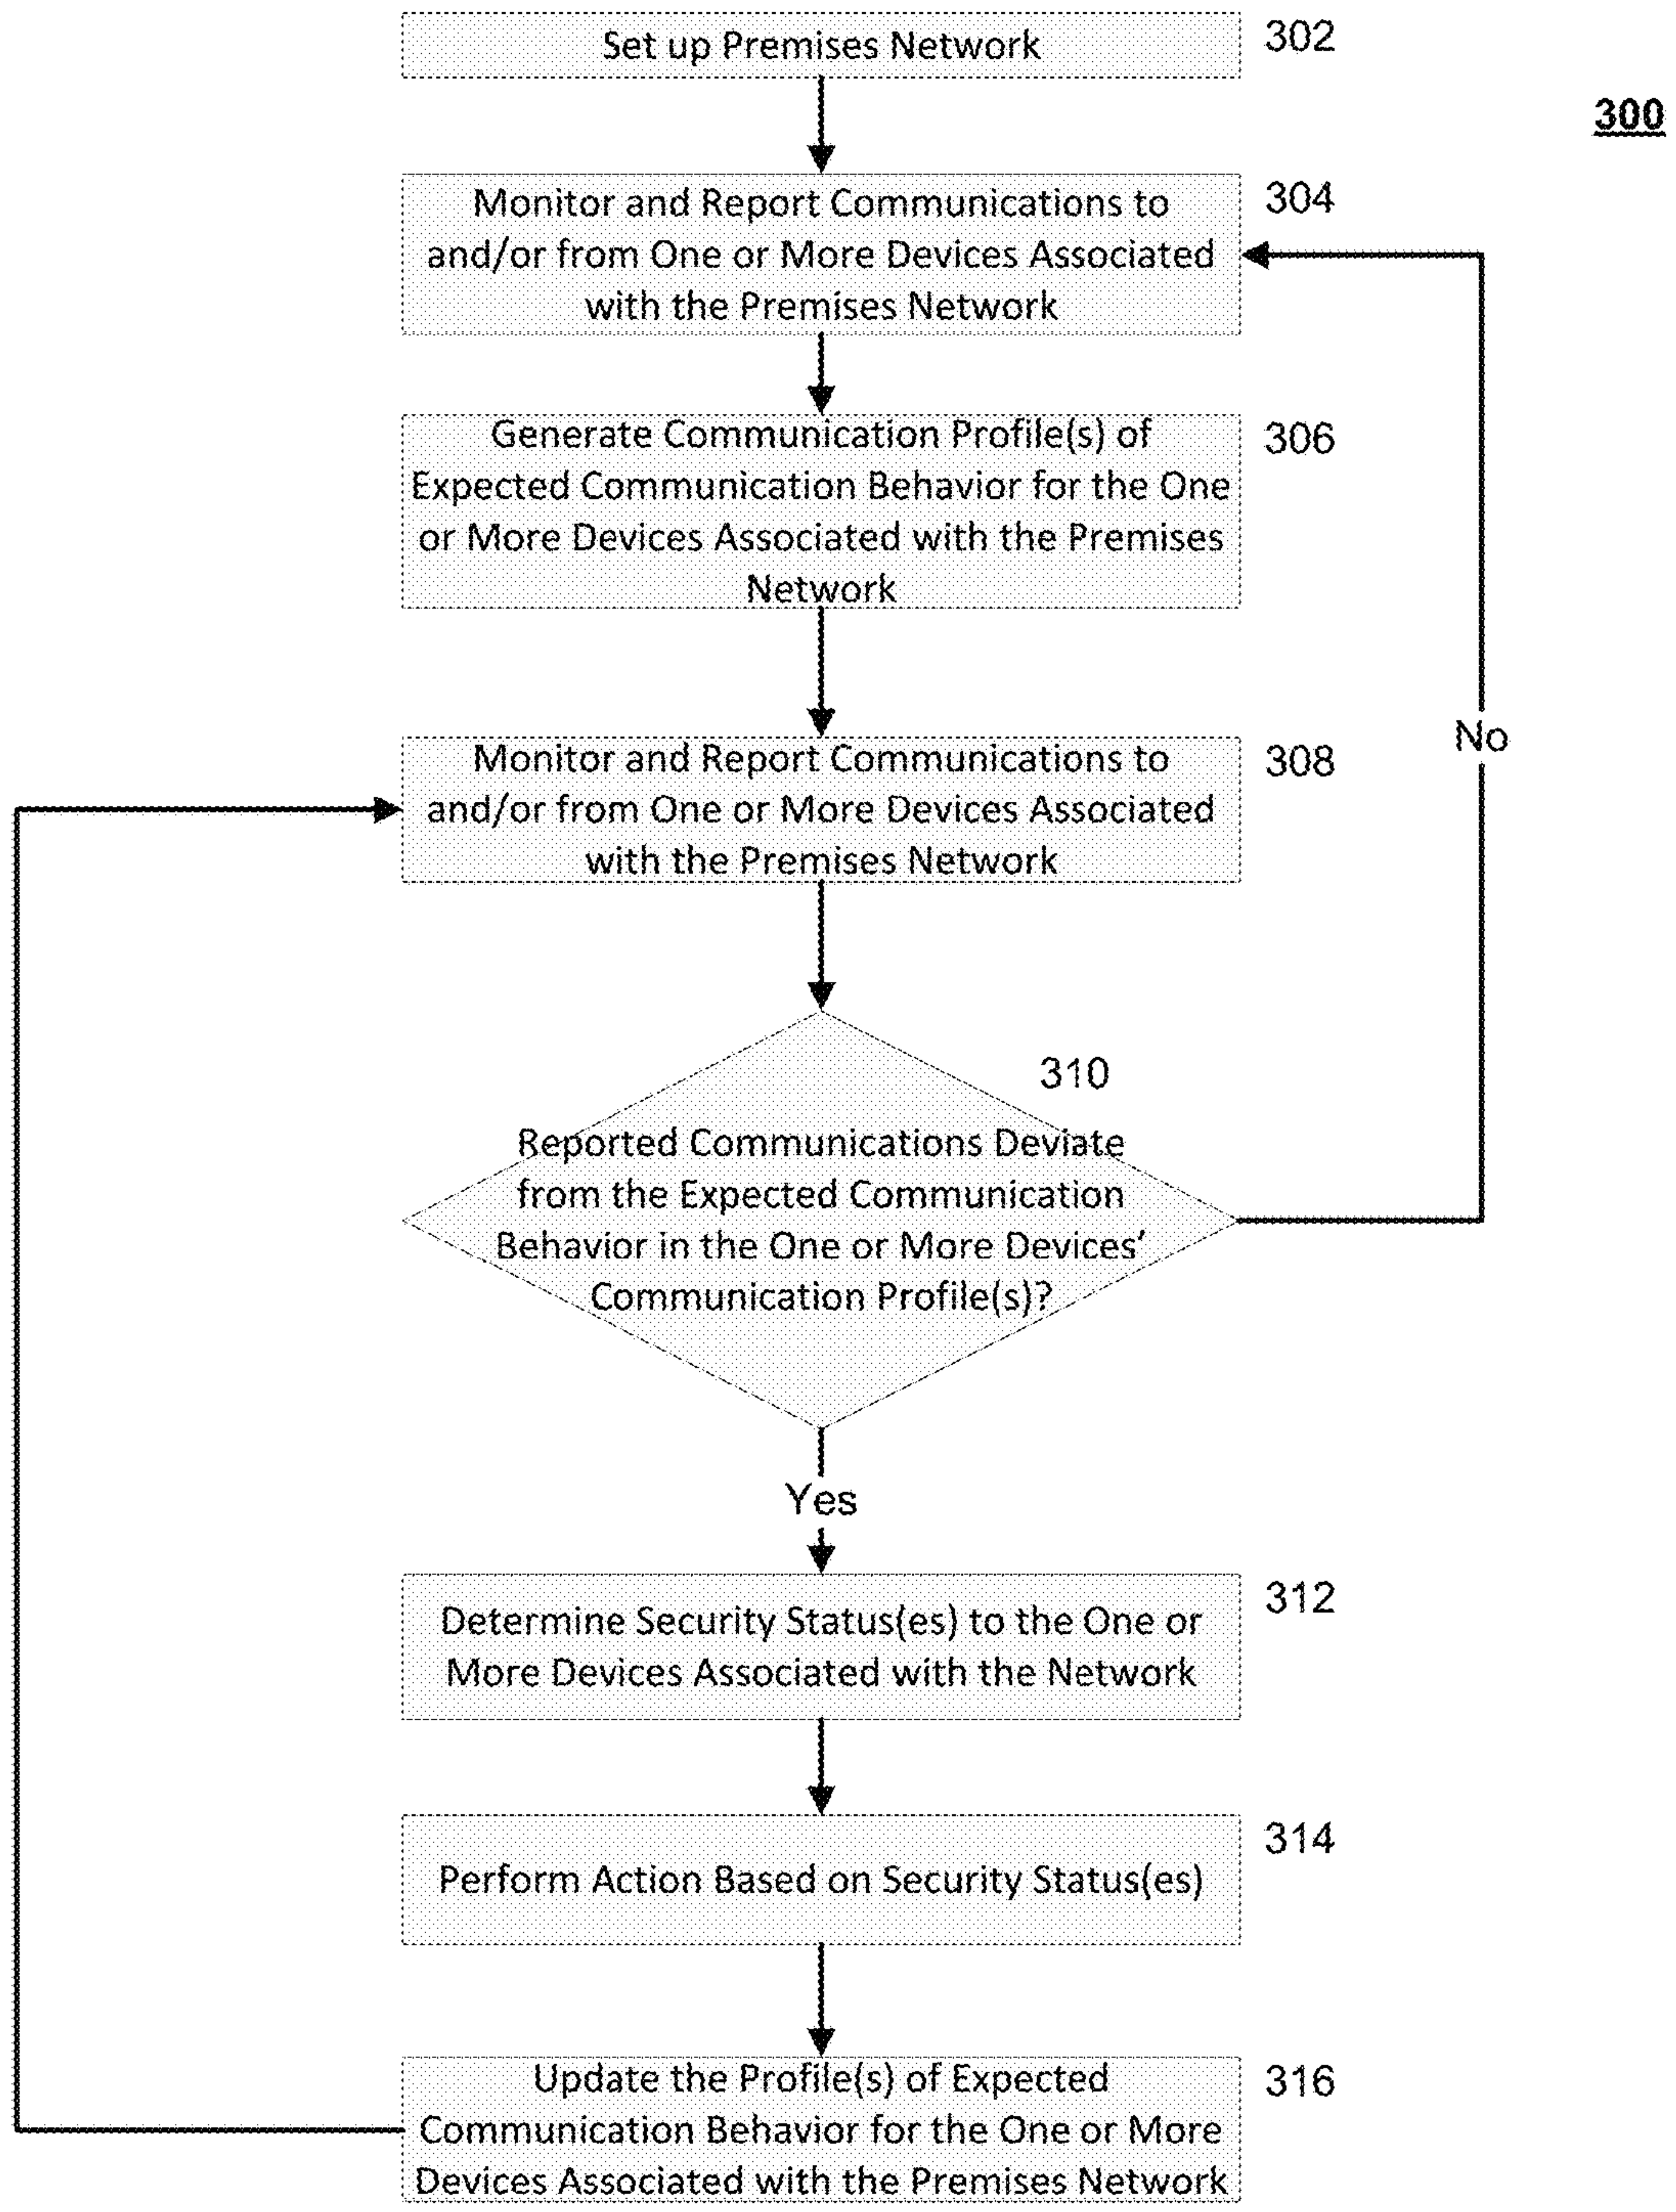 Set up Premises Network
302
300
Monitor and Report Communications to
and/or from One or More Devices Associated
with the Premises Network
304
Generate Communication Profile(s) of
Expected Communication Behavior for the One
or More Devices Associated with the Premises
Network
306
Monitor and Report Communications to
and/or from One or More Devices Associated
with the Premises Network
308
No
310
Reported Communications Deviate
from the Expected Communication
Behavior in the One or More Devices’
Communication Profile(s)?
Yes
Determine Security Status(es) to the One or
More Devices Associated with the Network
312
Perform Action Based on Security Status(es)
314
Update the Profile(s) of Expected
Communication Behavior for the One or More
Devices Associated with the Premises Network
316